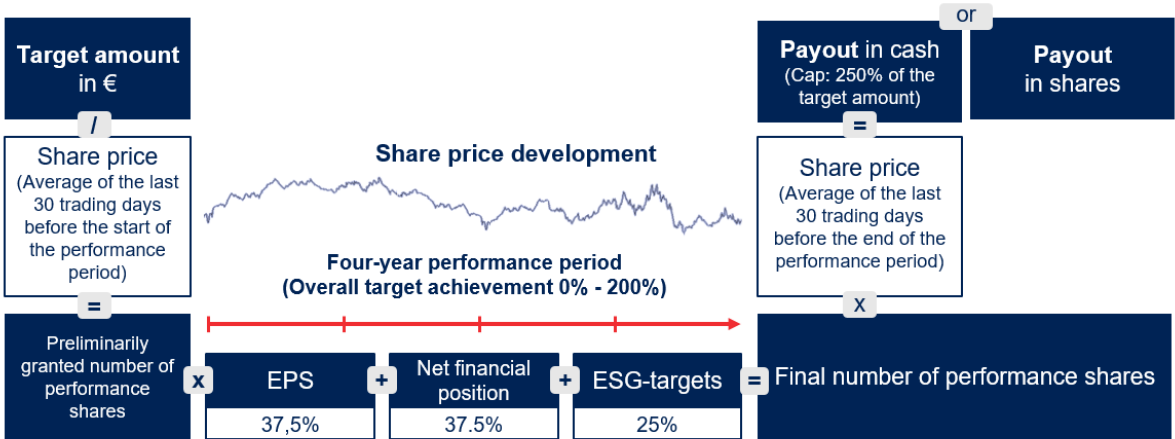 Target amount
in €
/
Share price
(Average of the last
30 trading days
before the start of
the performance
period)
=
Preliminarily
granted number of
performance
shares
x
Share price development
Four-year performance period
(Overall target achievement 0% - 200%)
EPS
37,5%
+
Net financial
position
37.5%
+
ESG-targets
25%
=
Final number of performance shares
x
Share price
(Average of the last
30 trading days
before the end of the
performance period)
=
Payout in cash
(Cap: 250% of the
target amount)
or
Payout
in shares